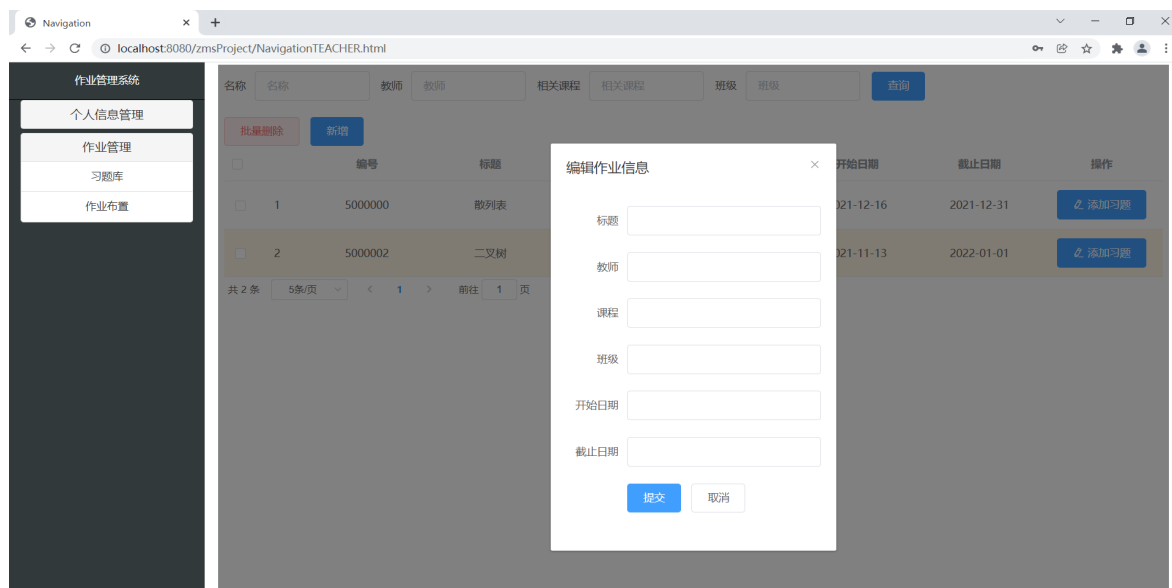 Navigation
localhost:8080/zmsProject/NavigationTEACHER.html
作业管理系统
个人信息管理
作业管理
习题库
作业布置
名称 名称 教师 教师 相关课程 相关课程 班级 班级 查询
批量删除 新增
编号 标题 开始日期 截止日期 操作
1 5000000 散列表 021-12-16 2021-12-31 添加习题
2 5000002 二叉树 021-11-13 2022-01-01 添加习题
共 2 条 5条/页 1 前往 1 页
编辑作业信息
标题
教师
课程
班级
开始日期
截止日期
提交 取消